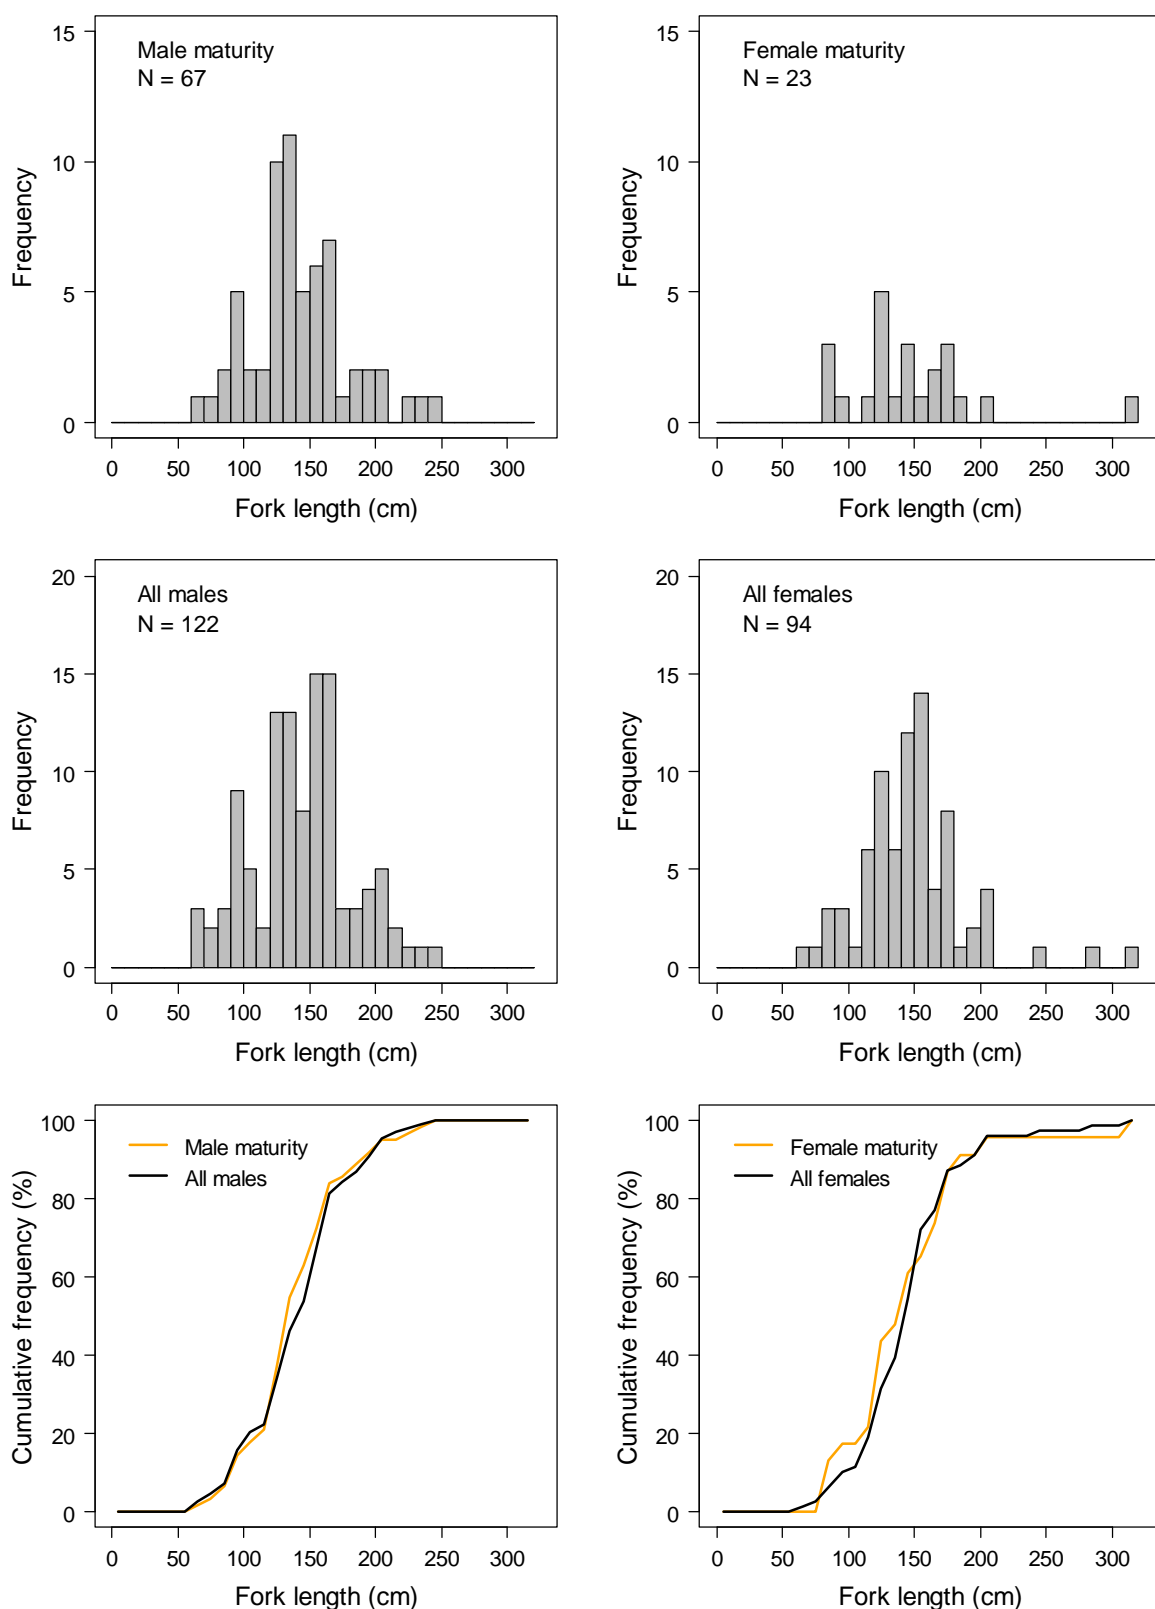 Male maturity
N = 67
15
10
5
0
Frequency
0 50 100 150 200 250 300
Fork length (cm)
Female maturity
N = 23
15
10
5
0
Frequency
0 50 100 150 200 250 300
Fork length (cm)
All males
N = 122
20
15
10
5
0
Frequency
0 50 100 150 200 250 300
Fork length (cm)
All females
N = 94
20
15
10
5
0
Frequency
0 50 100 150 200 250 300
Fork length (cm)
Male maturity
All males
100
80
60
40
20
0
Cumulative frequency (%)
0 50 100 150 200 250 300
Fork length (cm)
Female maturity
All females
100
80
60
40
20
0
Cumulative frequency (%)
0 50 100 150 200 250 300
Fork length (cm)